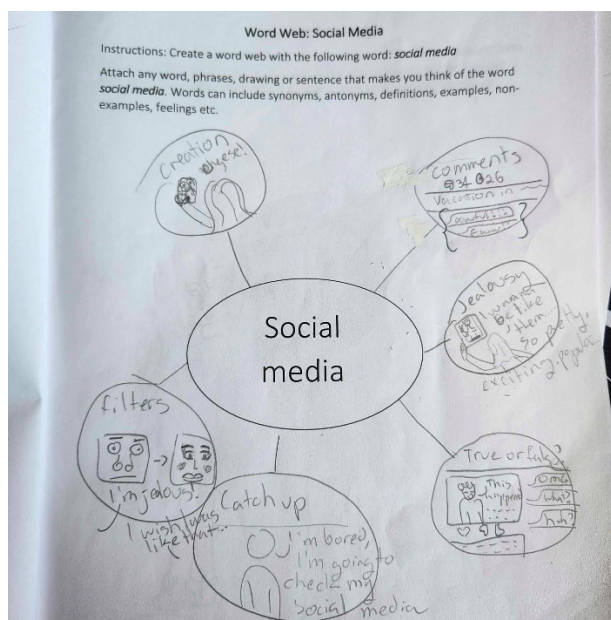 Word Web: Social Media
Instructions: Create a word web with the following word: social media
Attach any word, phrases, drawing or sentence that makes you think of the word
social media. Words can include synonyms, antonyms, definitions, examples, non-
examples, feelings etc.
Creation
cheese!
Comments
34 26
Vacation in
Social
media
Jealousy
I wanna
be like
them...
so pretty,
exciting, popular...
filters
I'm jealous!
I wish I was
like that...
Catch up
I'm bored,
I'm going to
check my
social media
True or fake?
This
happened
omg
what?
huh?